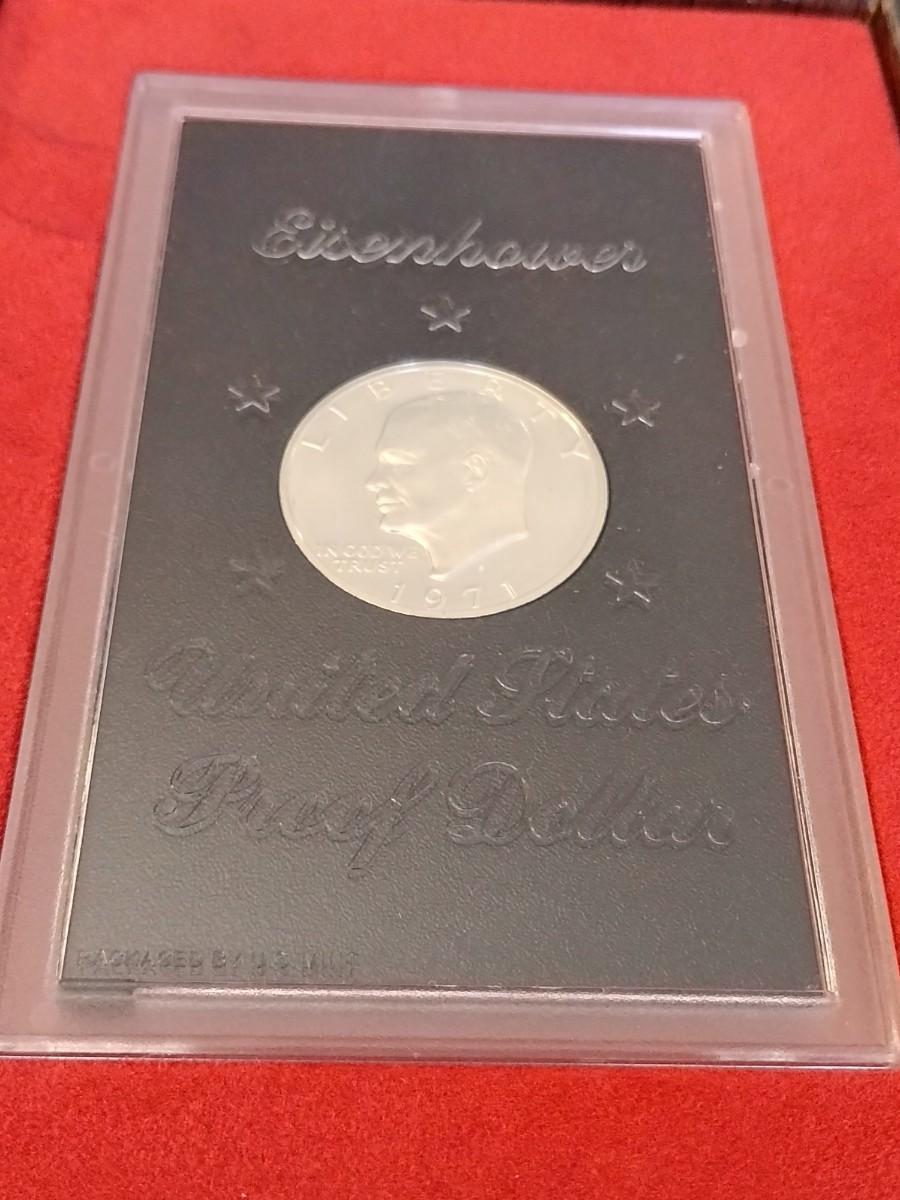 Eisenhower
LIBERTY
IN GOD WE
TRUST
1971
United States
Proof Dollar
PACKAGED BY U.S. MINT